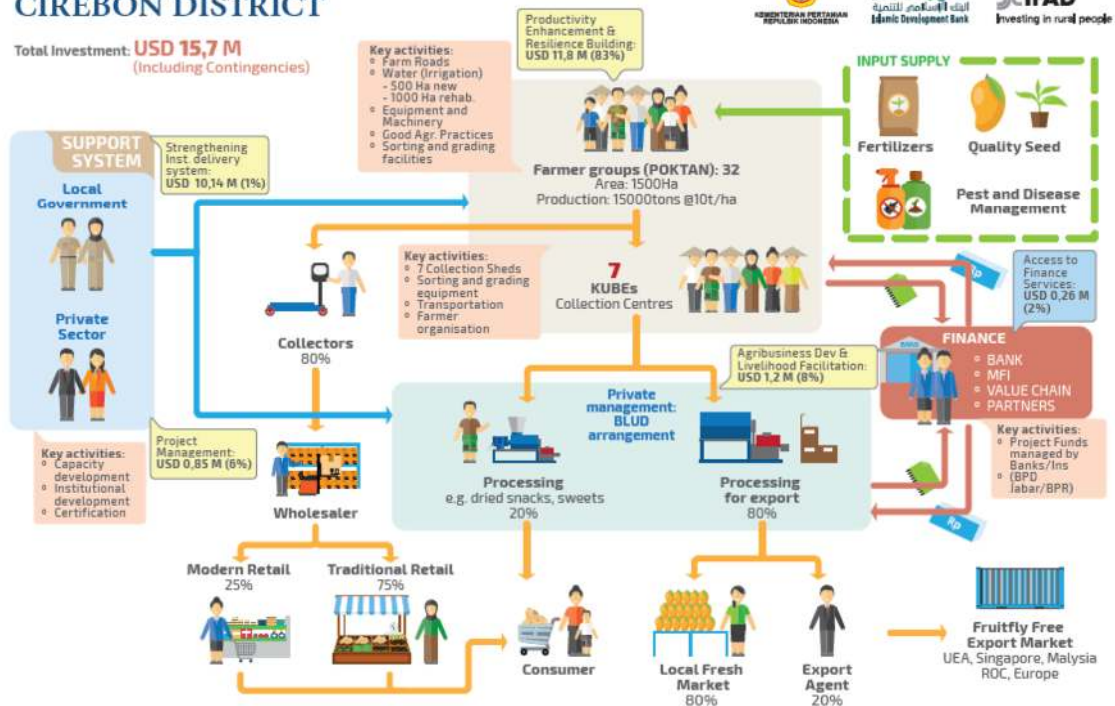 CIREBON DISTRICT
Total Investment: USD 15,7 M
(Including Contingencies)
KEMENTERIAN PERTANIAN
REPUBLIK INDONESIA
البنك الإسلامي للتنمية
Islamic Development Bank
IFAD
Investing in rural people
Productivity
Enhancement &
Resilience Building:
USD 11,8 M (83%)
Key activities:
Farm Roads
Water (Irrigation)
- 500 Ha new
- 1000 Ha rehab.
Equipment and
Machinery
Good Agr. Practices
Sorting and grading
facilities
INPUT SUPPLY
Fertilizers
Quality Seed
Pest and Disease
Management
Farmer groups (POKTAN): 32
Area: 1500Ha
Production: 15000tons @10t/ha
SUPPORT
SYSTEM
Local
Government
Private
Sector
Strengthening
Inst. delivery
system:
USD 10,14 M (1%)
Key activities:
7 Collection Sheds
Sorting and grading
equipment
Transportation
Farmer
organisation
7
KUBEs
Collection Centres
Rp
Access to
Finance
Services:
USD 0,26 M
(2%)
Collectors
80%
FINANCE
BANK
MFI
VALUE CHAIN
PARTNERS
Agribusiness Dev &
Livelihood Facilitation:
USD 1,2 M (8%)
Private
management:
BLUD
arrangement
Key activities:
Project Funds
managed by
Banks/Ins
(BPD
Jabar/BPR)
Key activities:
Capacity
development
Institutional
development
Certification
Project
Management:
USD 0,85 M (6%)
Wholesaler
Processing
e.g. dried snacks, sweets
20%
Processing
for export
80%
Rp
Modern Retail
25%
Traditional Retail
75%
Consumer
Local Fresh
Market
80%
Export
Agent
20%
Fruitfly Free
Export Market
UEA, Singapore, Malysia
ROC, Europe